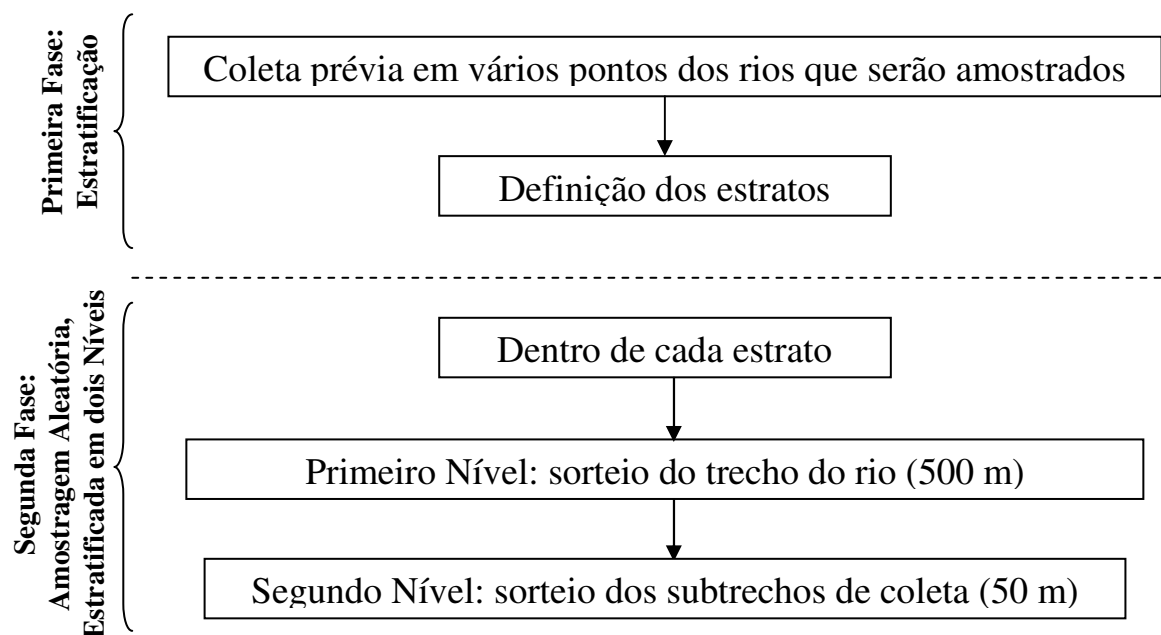 Primeira Fase:
Estratificação
Coleta prévia em vários pontos dos rios que serão amostrados
Definição dos estratos
Segunda Fase:
Amostragem Aleatória,
Estratificada em dois Níveis
Dentro de cada estrato
Primeiro Nível: sorteio do trecho do rio (500 m)
Segundo Nível: sorteio dos subtrechos de coleta (50 m)